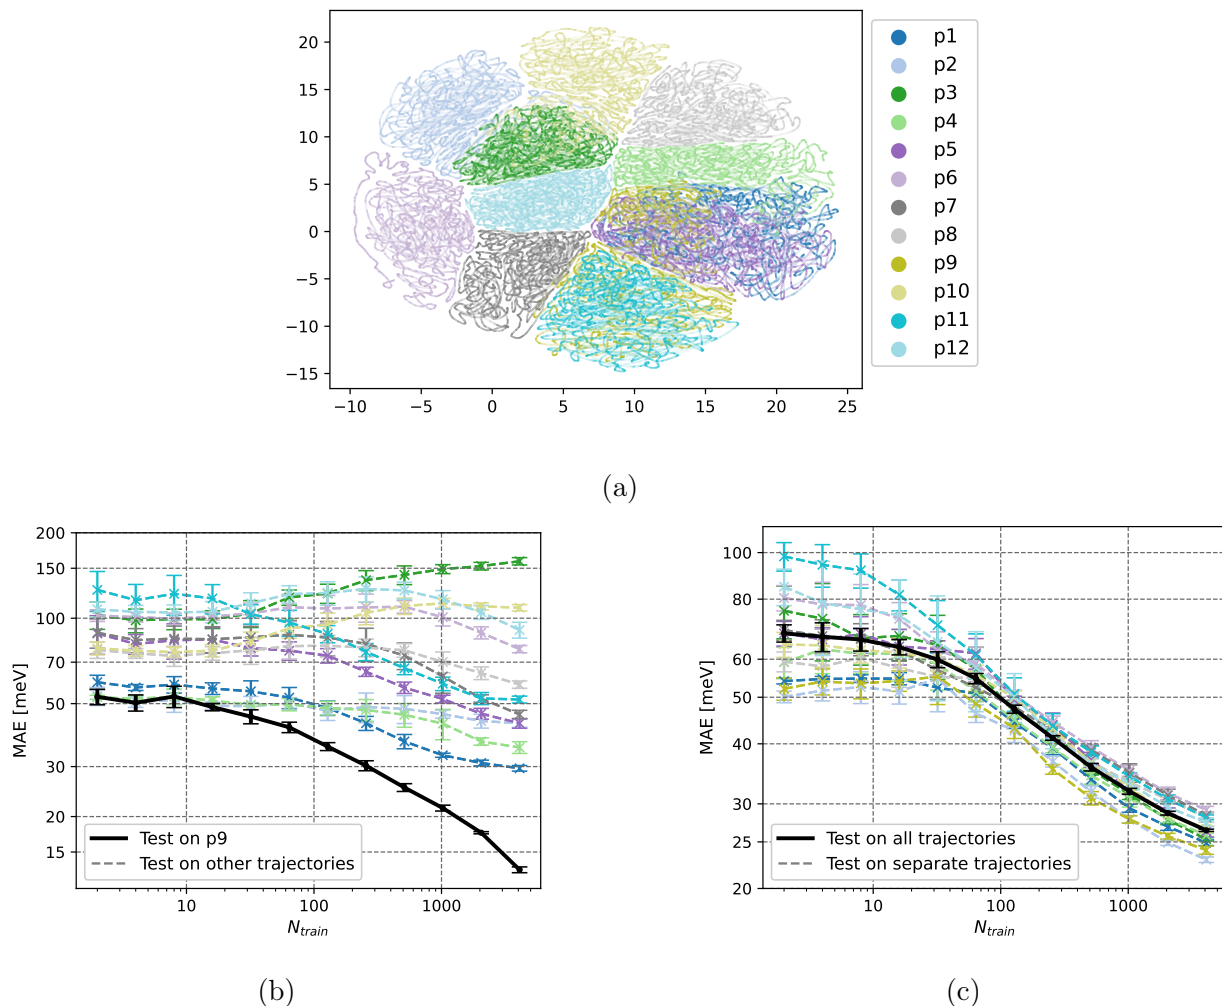 20
15
10
5
0
−5
−10
−15
−10 −5 0 5 10 15 20 25
p1
p2
p3
p4
p5
p6
p7
p8
p9
p10
p11
p12
(a)
200
150
100
70
50
30
20
15
MAE [meV]
Test on p9
Test on other trajectories
10 100 1000
N_train
(b)
100
80
60
50
40
30
25
20
MAE [meV]
Test on all trajectories
Test on separate trajectories
10 100 1000
N_train
(c)